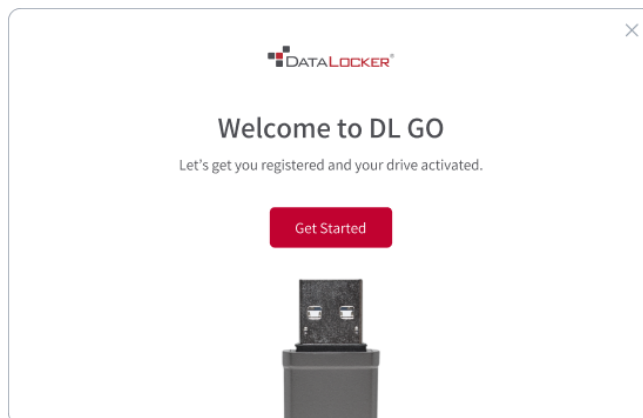 DATALOCKER®
Welcome to DL GO
Let's get you registered and your drive activated.
Get Started